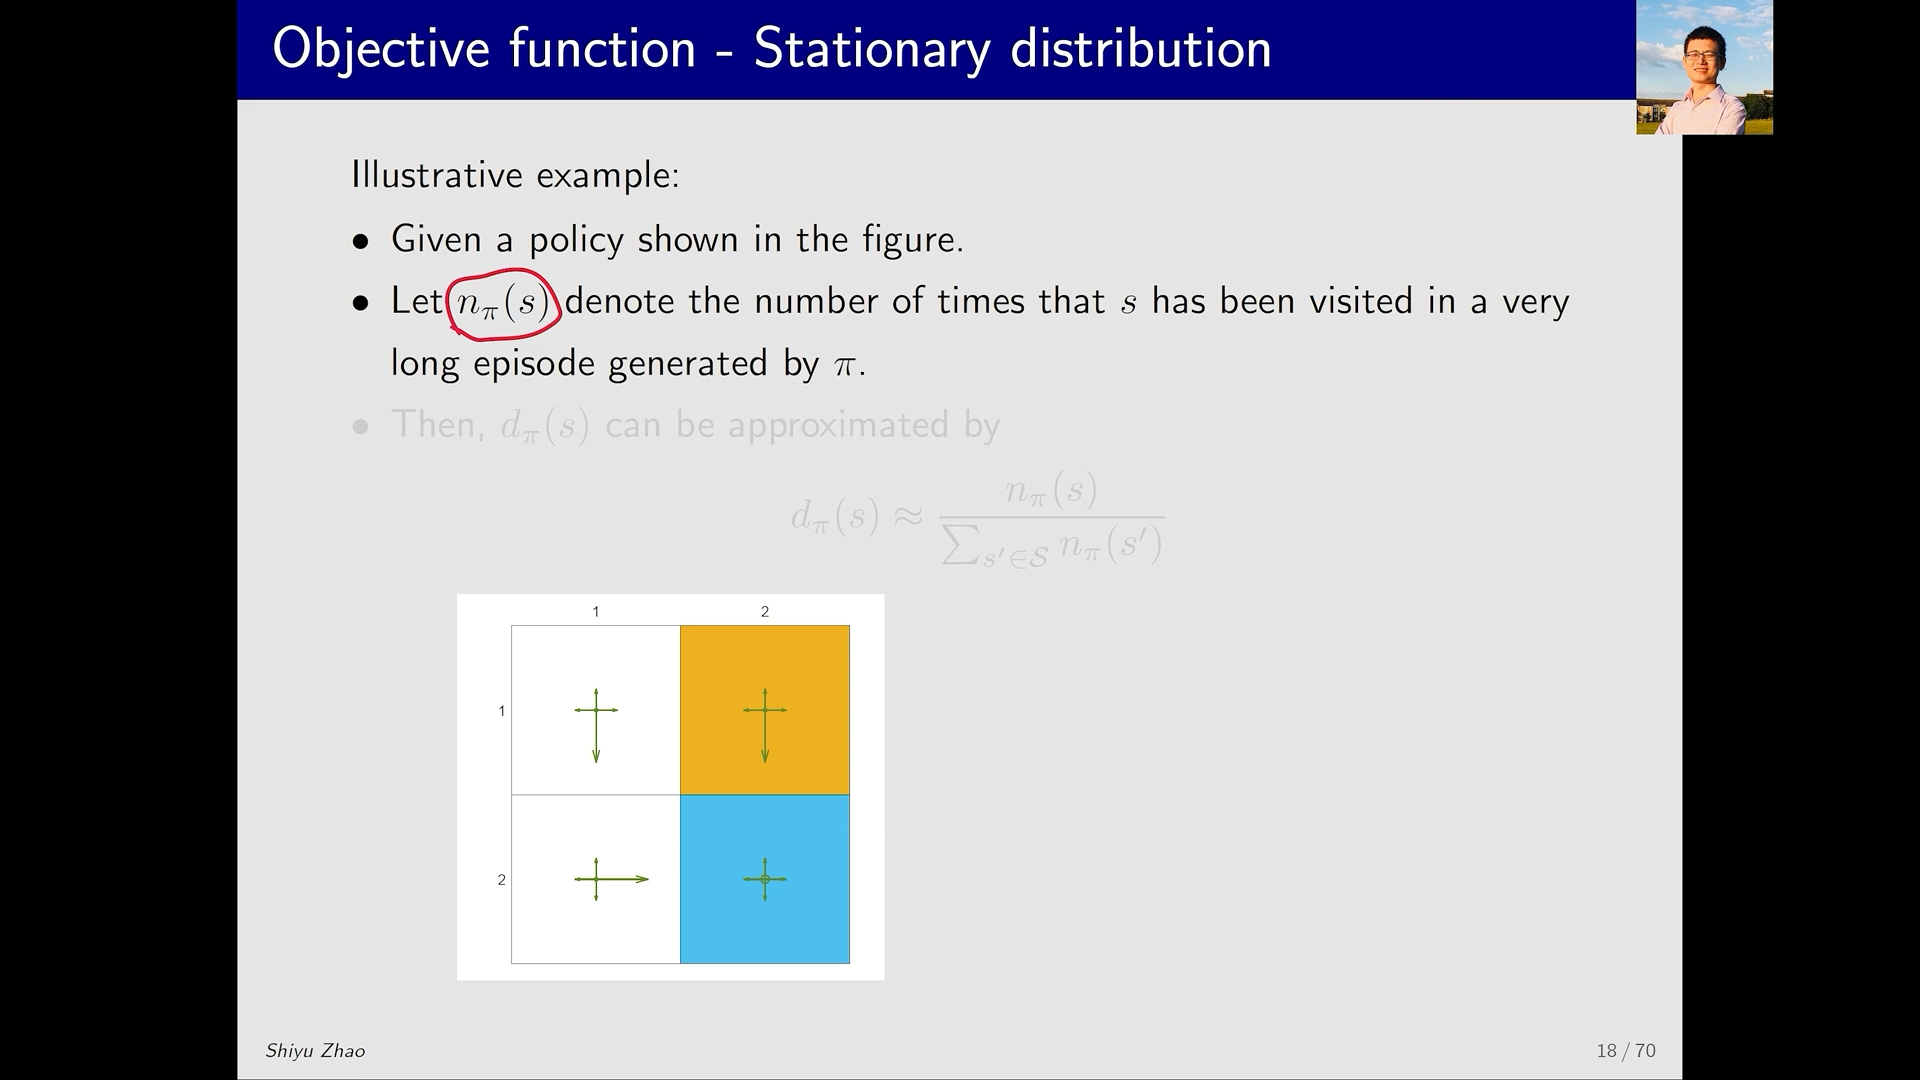 Objective function - Stationary distribution
Illustrative example:
• Given a policy shown in the figure.
• Let nπ(s) denote the number of times that s has been visited in a very
long episode generated by π.
• Then, dπ(s) can be approximated by
dπ(s) ≈ nπ(s) / ∑s′∈𝒮 nπ(s′)
1 2
1
2
Shiyu Zhao
18 / 70